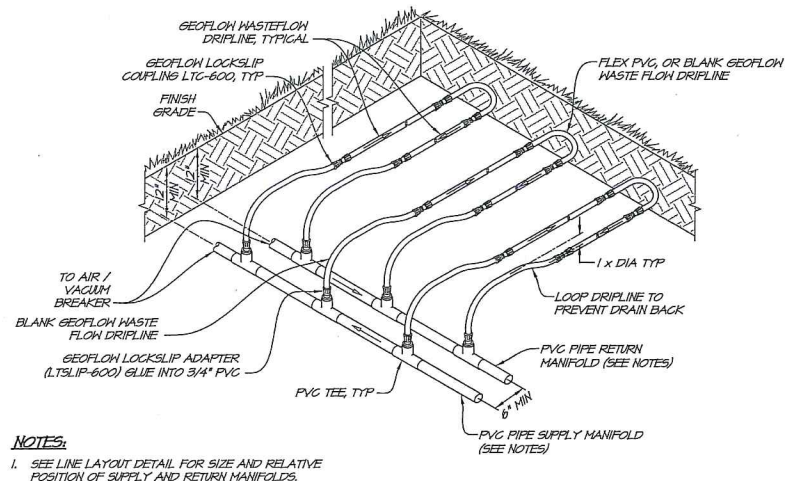 GEOFLOW WASTEFLOW
DRIPLINE, TYPICAL
GEOFLOW LOCKSLIP
COUPLING LTC-600, TYP
FINISH
GRADE
FLEX PVC, OR BLANK GEOFLOW
WASTE FLOW DRIPLINE
12"
MIN
12"
MIN
1 x DIA TYP
TO AIR /
VACUUM
BREAKER
LOOP DRIPLINE TO
PREVENT DRAIN BACK
BLANK GEOFLOW WASTE
FLOW DRIPLINE
GEOFLOW LOCKSLIP ADAPTER
(LTSLIP-600) GLUE INTO 3/4" PVC
PVC PIPE RETURN
MANIFOLD (SEE NOTES)
PVC TEE, TYP
6" MIN
PVC PIPE SUPPLY MANIFOLD
(SEE NOTES)
NOTES:
1. SEE LINE LAYOUT DETAIL FOR SIZE AND RELATIVE
POSITION OF SUPPLY AND RETURN MANIFOLDS.